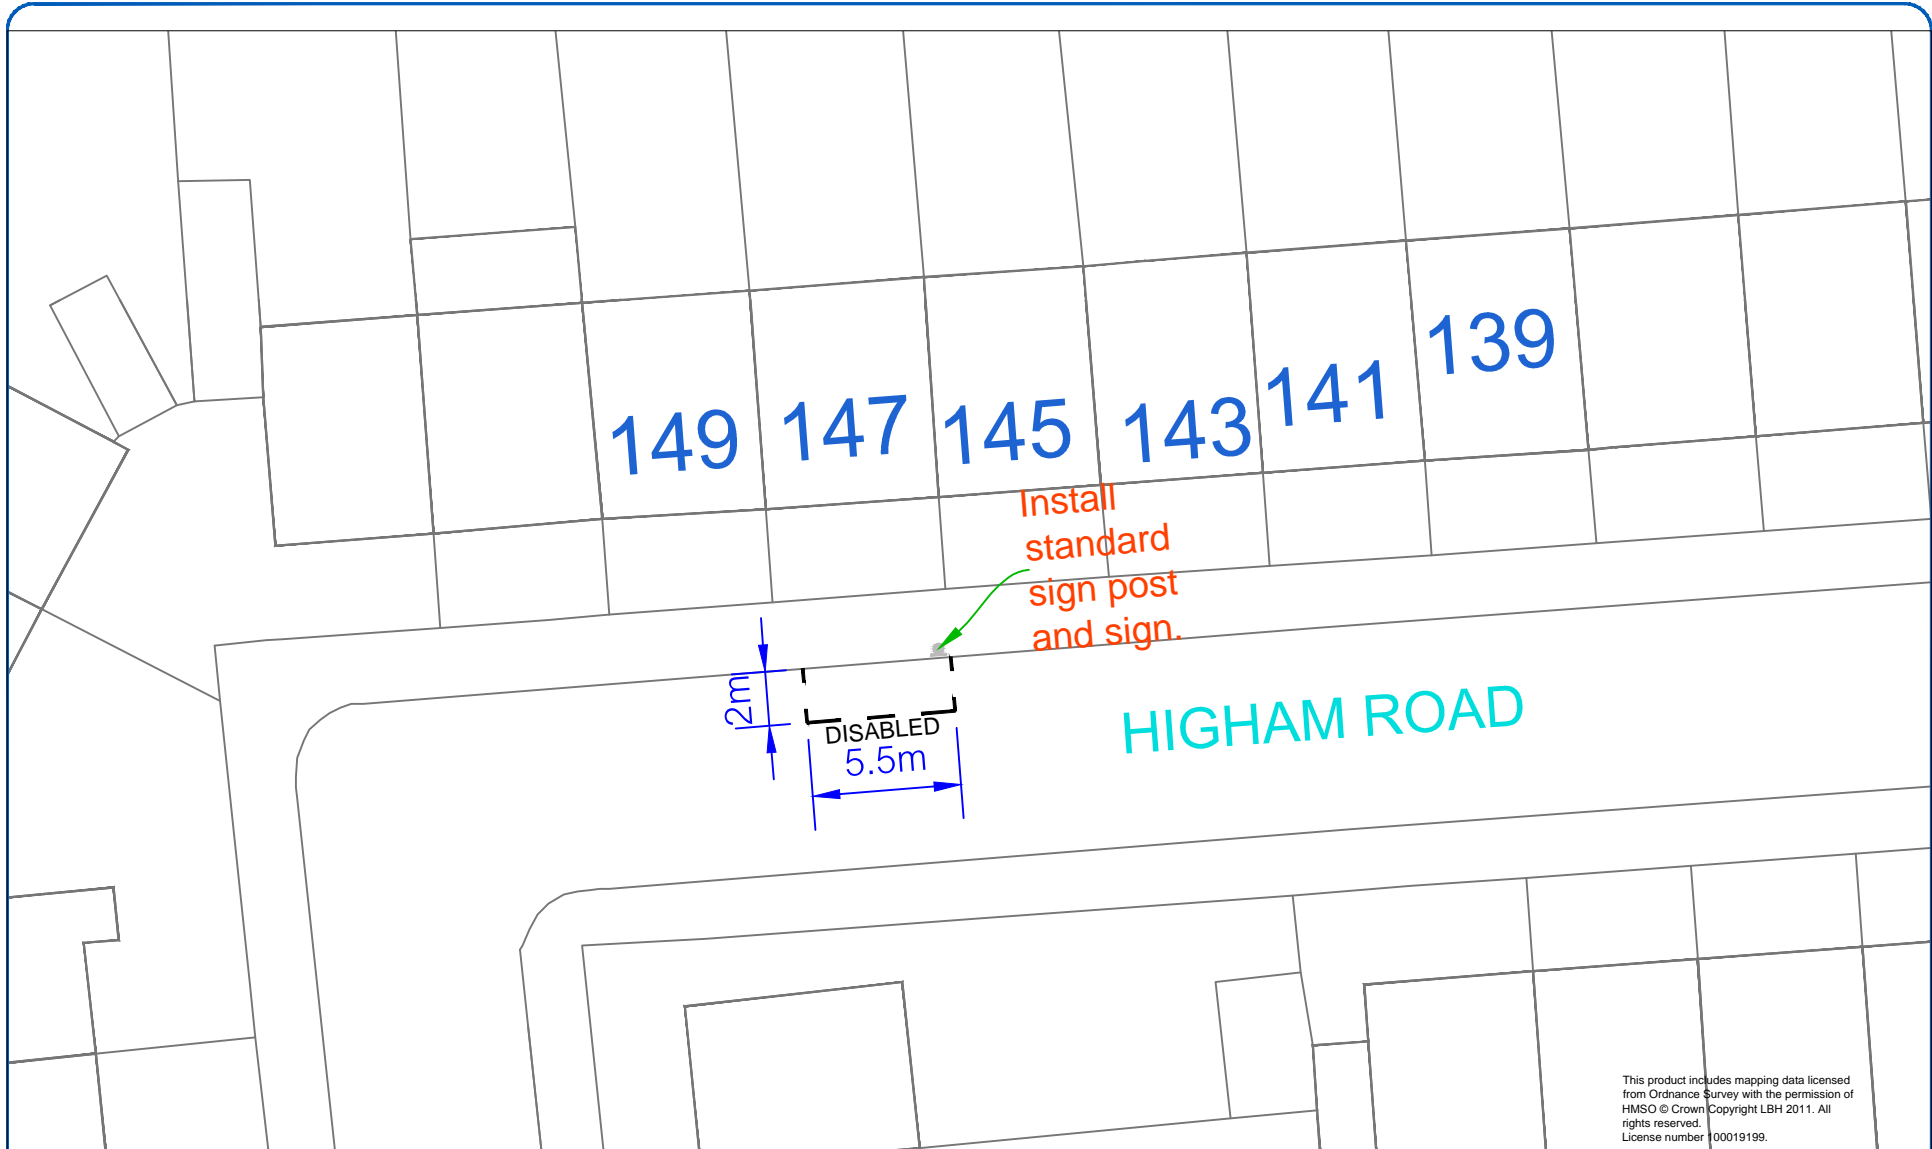 139
141
149
147
145
143
Install
standard
sign post
and sign.
2m
DISABLED
5.5m
HIGHAM ROAD
This product includes mapping data licensed
from Ordnance Survey with the permission of
HMSO © Crown Copyright LBH 2011. All
rights reserved.
License number 100019199.